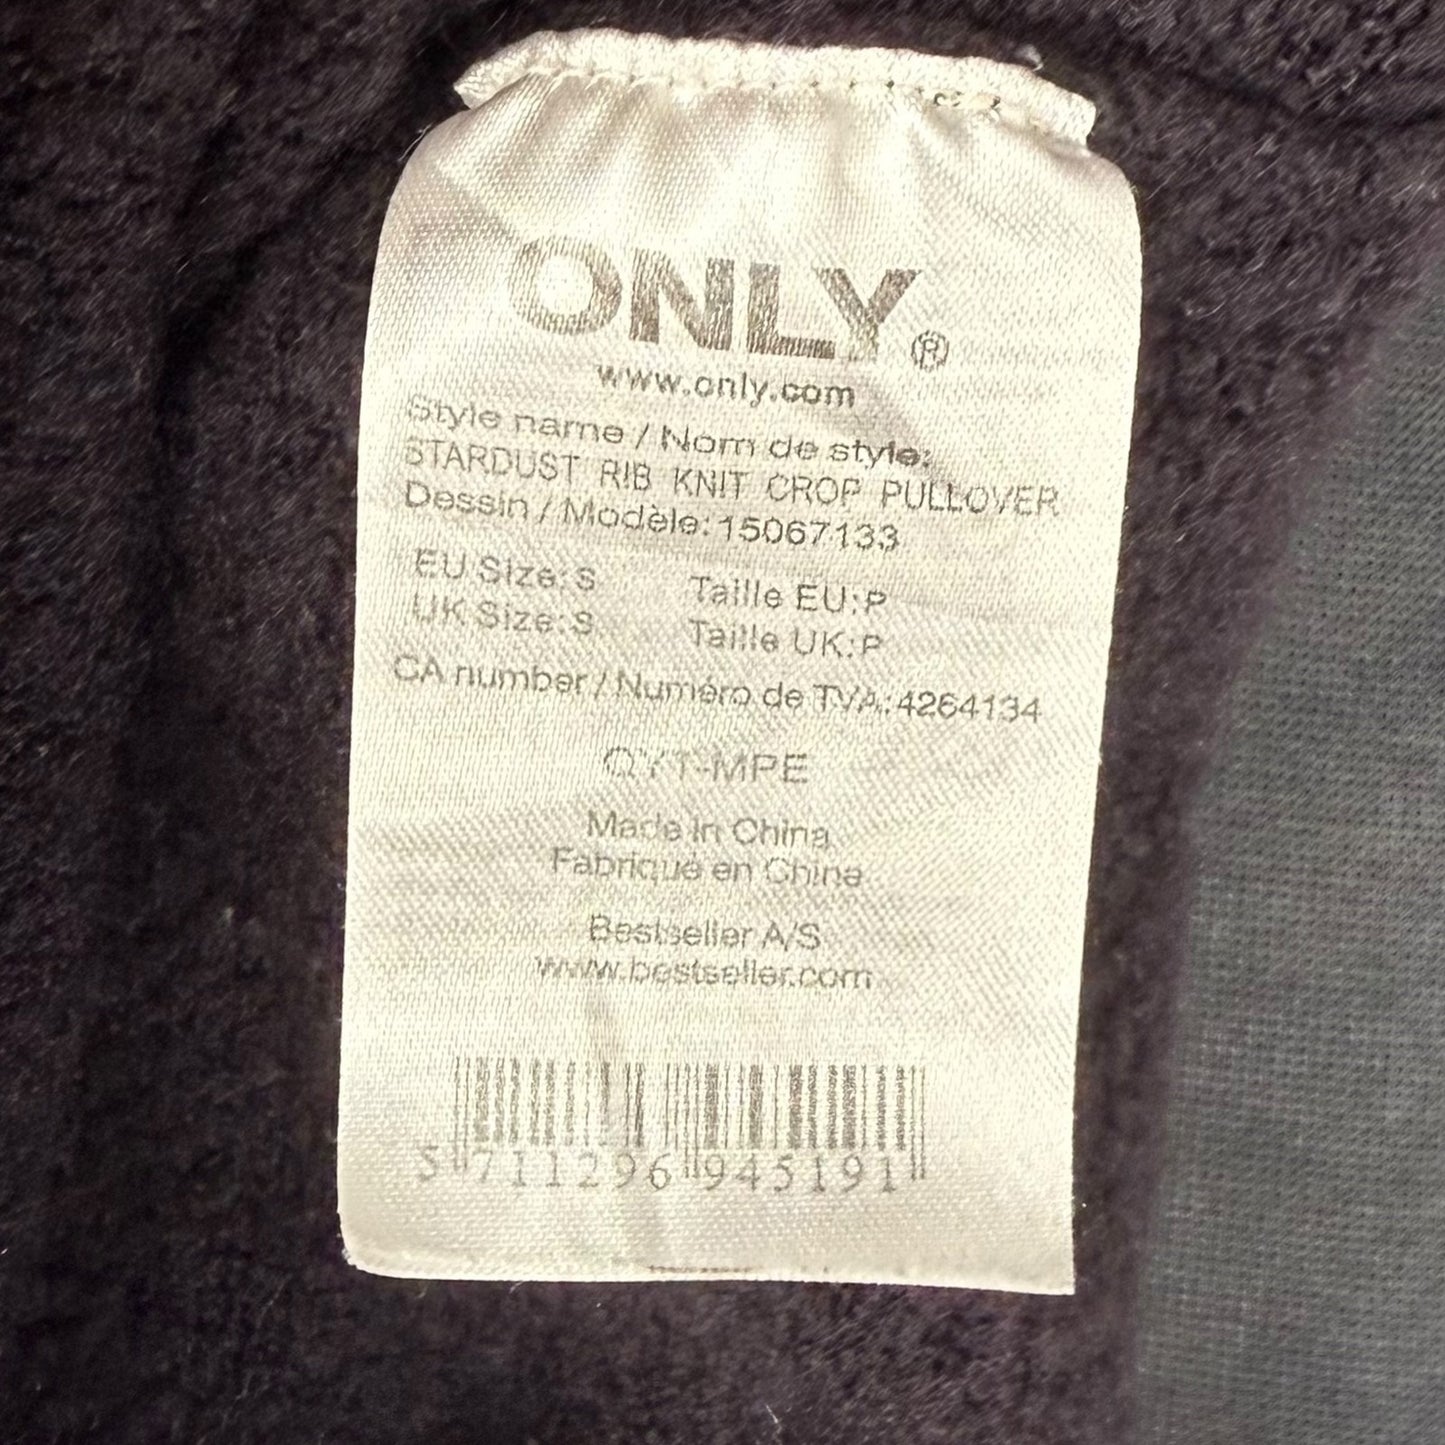 ONLY®
www.only.com
Style name / Nom de style:
STARDUST RIB KNIT CROP PULLOVER
Dessin / Modèle: 15067133
EU Size: S Taille EU: P
UK Size: S Taille UK: P
CA number / Numéro de TVA: 4264134
QYT-MPE
Made in China
Fabriqué en Chine
Bestseller A/S
www.bestseller.com
5 711296 945191